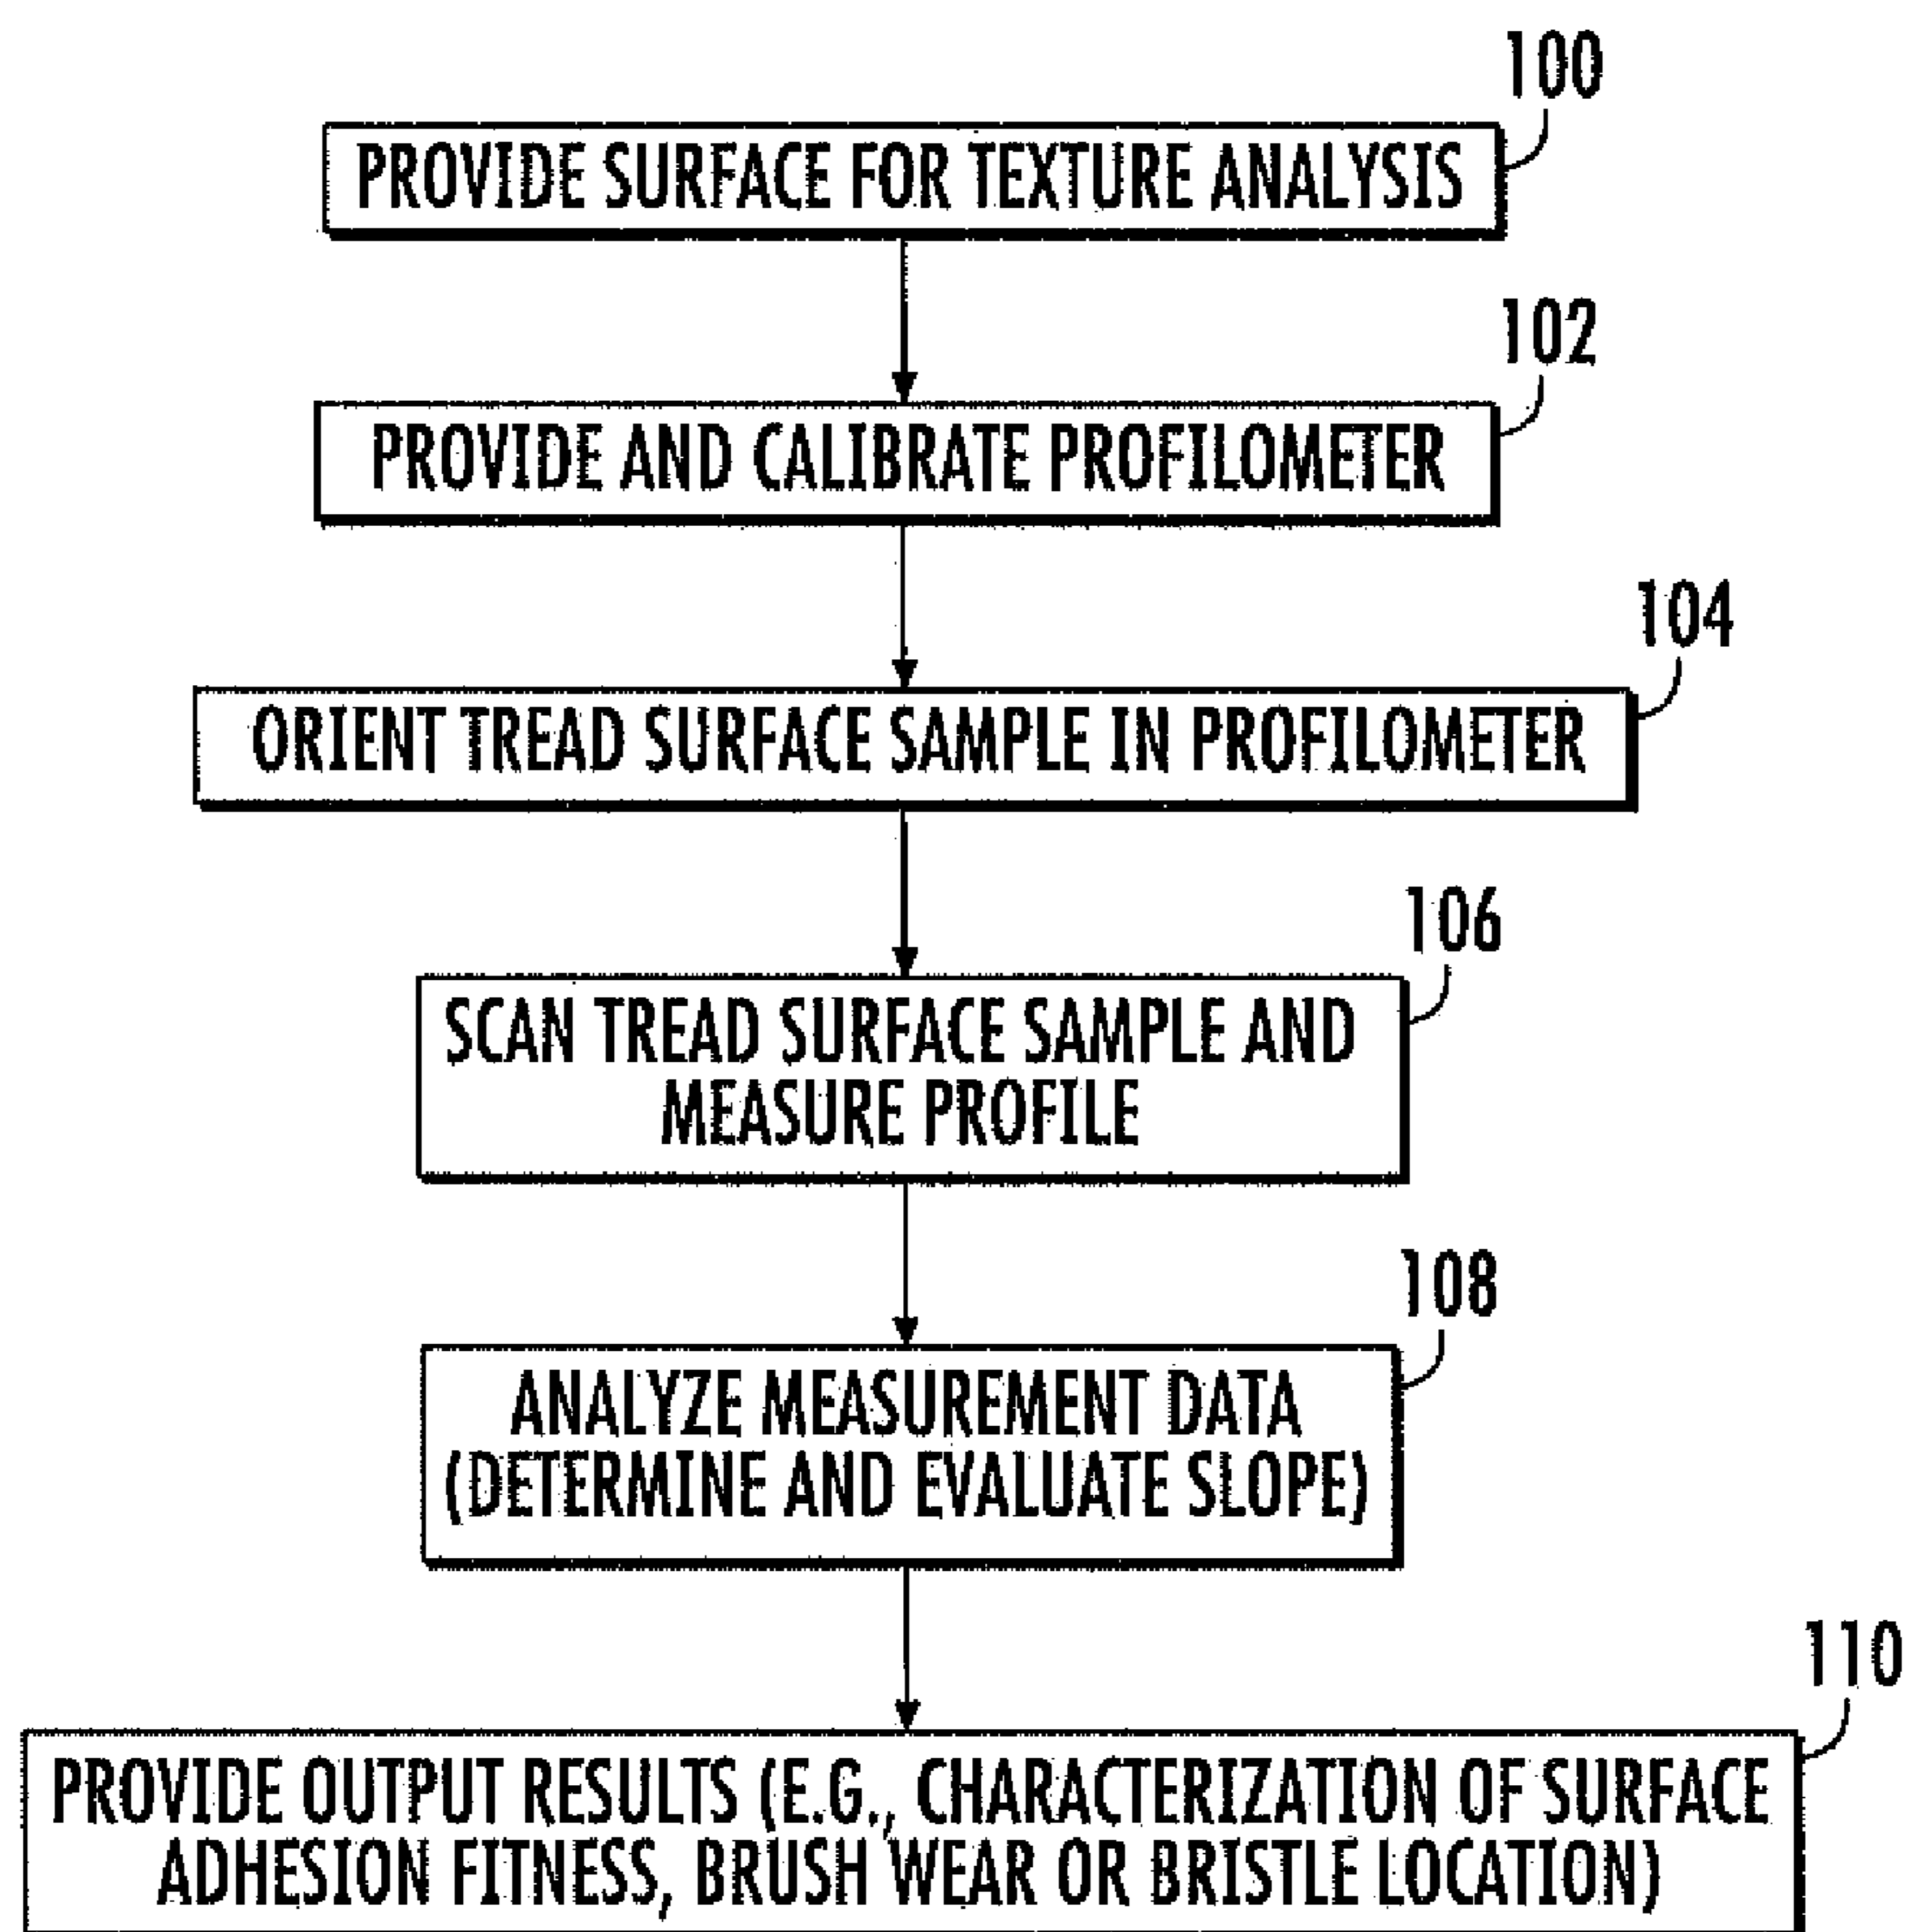 100
PROVIDE SURFACE FOR TEXTURE ANALYSIS
102
PROVIDE AND CALIBRATE PROFILOMETER
104
ORIENT TREAD SURFACE SAMPLE IN PROFILOMETER
106
SCAN TREAD SURFACE SAMPLE AND
MEASURE PROFILE
108
ANALYZE MEASUREMENT DATA
(DETERMINE AND EVALUATE SLOPE)
110
PROVIDE OUTPUT RESULTS (E.G., CHARACTERIZATION OF SURFACE
ADHESION FITNESS, BRUSH WEAR OR BRISTLE LOCATION)